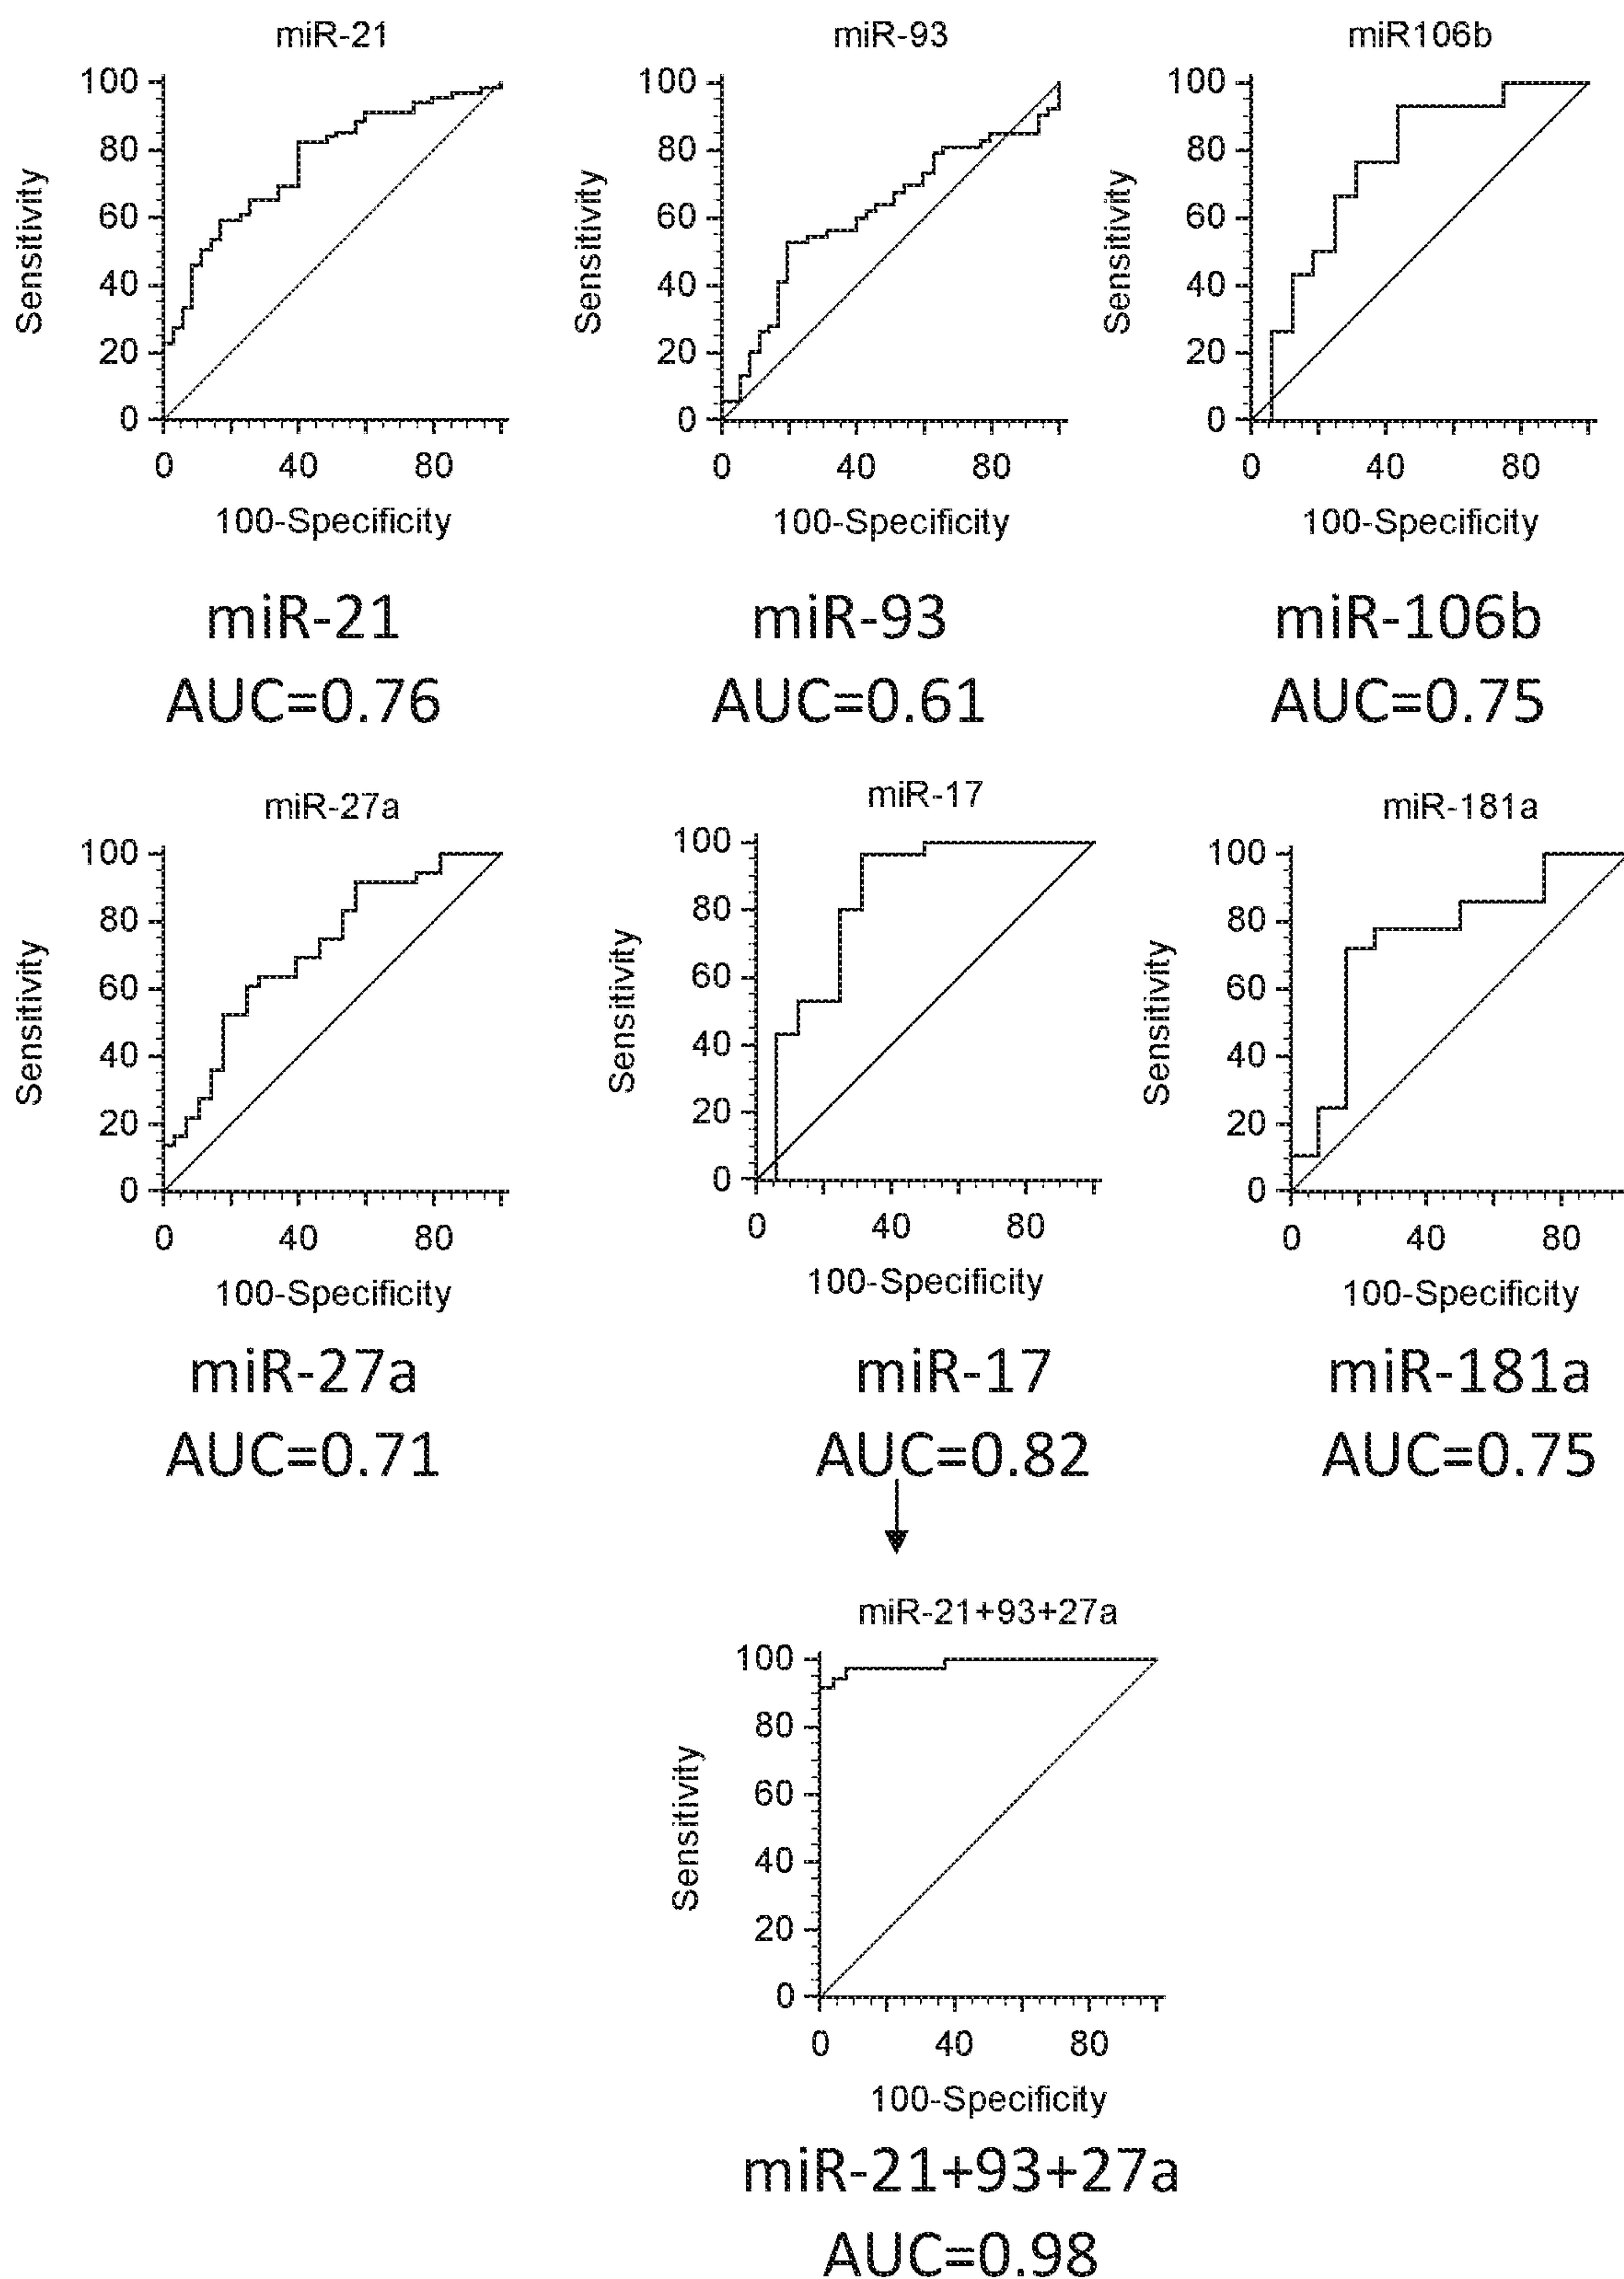 miR-21
100
80
60
40
20
0
Sensitivity
0 40 80
100-Specificity
miR-21
AUC=0.76
miR-93
100
80
60
40
20
0
Sensitivity
0 40 80
100-Specificity
miR-93
AUC=0.61
miR106b
100
80
60
40
20
0
Sensitivity
0 40 80
100-Specificity
miR-106b
AUC=0.75
miR-27a
100
80
60
40
20
0
Sensitivity
0 40 80
100-Specificity
miR-27a
AUC=0.71
miR-17
100
80
60
40
20
0
Sensitivity
0 40 80
100-Specificity
miR-17
AUC=0.82
miR-181a
100
80
60
40
20
0
Sensitivity
0 40 80
100-Specificity
miR-181a
AUC=0.75
miR-21+93+27a
100
80
60
40
20
0
Sensitivity
0 40 80
100-Specificity
miR-21+93+27a
AUC=0.98